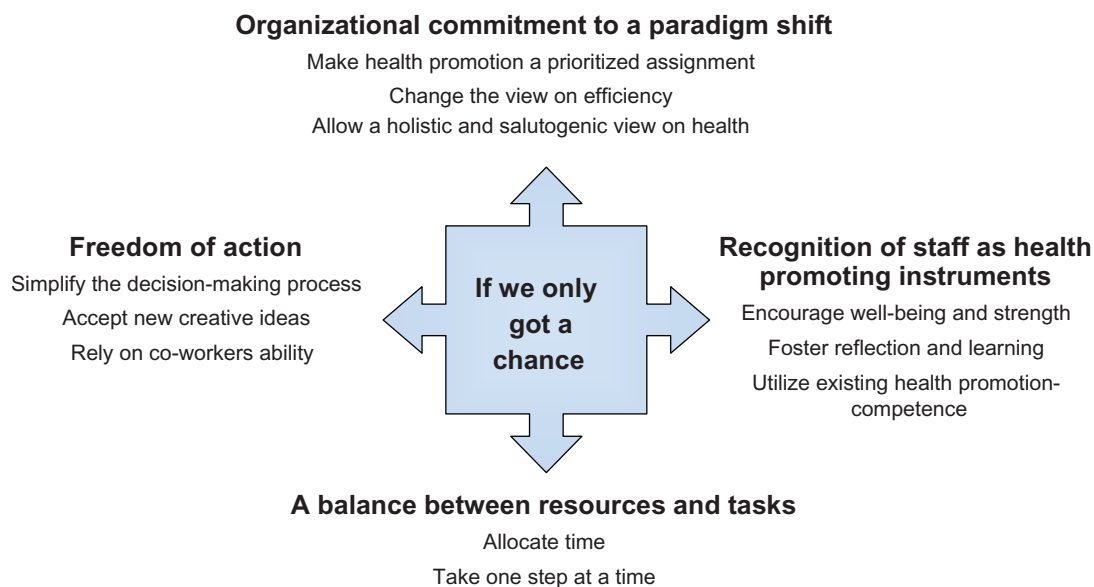 Organizational commitment to a paradigm shift
Make health promotion a prioritized assignment
Change the view on efficiency
Allow a holistic and salutogenic view on health
Freedom of action
Simplify the decision-making process
Accept new creative ideas
Rely on co-workers ability
If we only
got a
chance
Recognition of staff as health
promoting instruments
Encourage well-being and strength
Foster reflection and learning
Utilize existing health promotion-
competence
A balance between resources and tasks
Allocate time
Take one step at a time